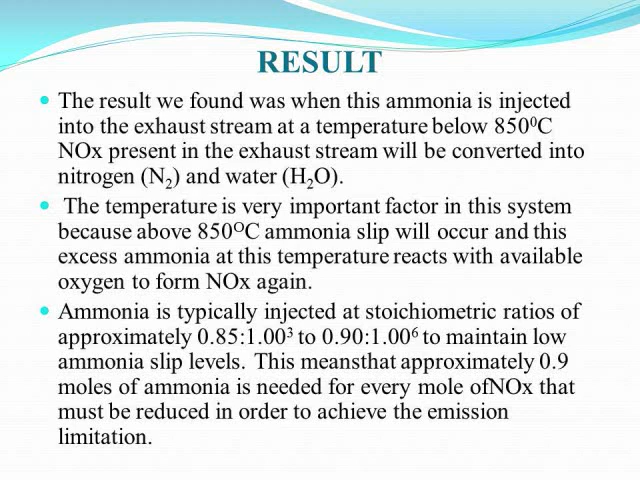 RESULT
• The result we found was when this ammonia is injected
into the exhaust stream at a temperature below 850⁰C
NOx present in the exhaust stream will be converted into
nitrogen (N₂) and water (H₂O).
• The temperature is very important factor in this system
because above 850ᴼC ammonia slip will occur and this
excess ammonia at this temperature reacts with available
oxygen to form NOx again.
• Ammonia is typically injected at stoichiometric ratios of
approximately 0.85:1.00³ to 0.90:1.00⁶ to maintain low
ammonia slip levels. This meansthat approximately 0.9
moles of ammonia is needed for every mole ofNOx that
must be reduced in order to achieve the emission
limitation.